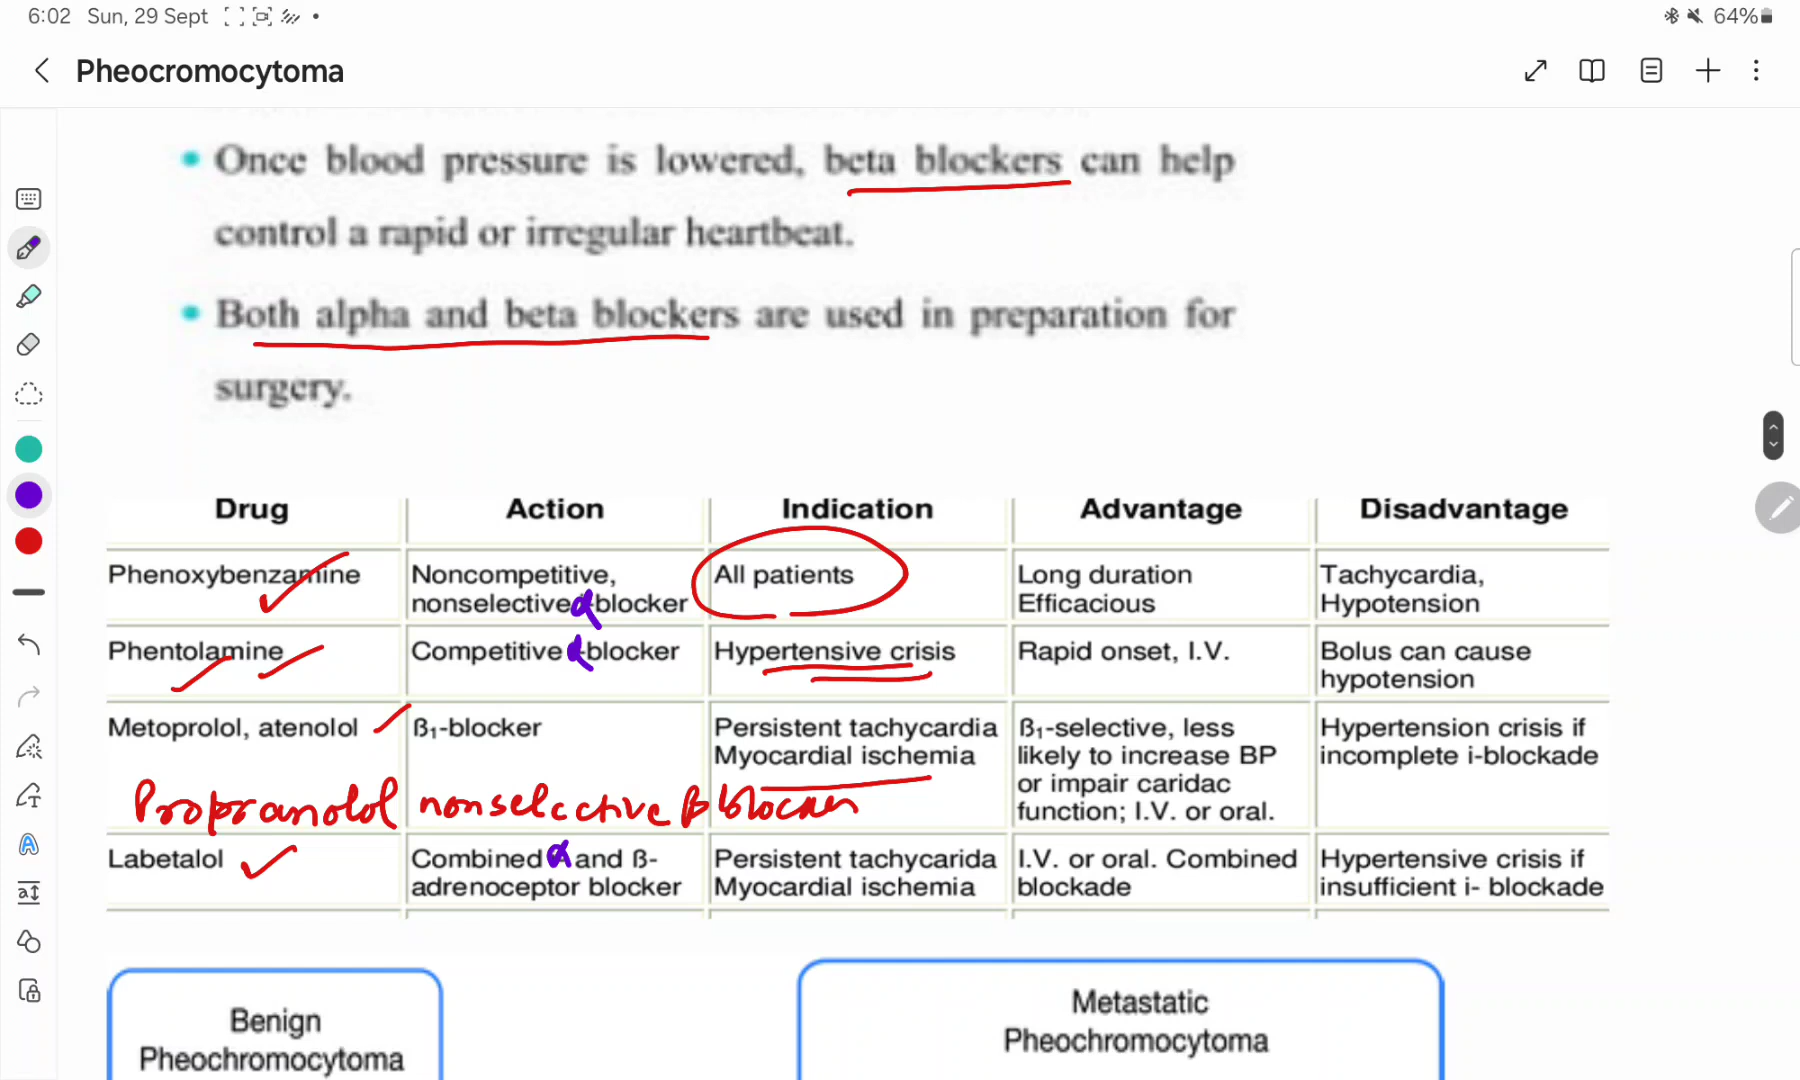 6:02 Sun, 29 Sept
64%
Pheocromocytoma
• Once blood pressure is lowered, beta blockers can help
control a rapid or irregular heartbeat.
• Both alpha and beta blockers are used in preparation for
surgery.
Drug Action Indication Advantage Disadvantage
Phenoxybenzamine Noncompetitive, All patients Long duration Tachycardia,
nonselective α-blocker Efficacious Hypotension
Phentolamine Competitive α-blocker Hypertensive crisis Rapid onset, I.V. Bolus can cause
hypotension
Metoprolol, atenolol ß₁-blocker Persistent tachycardia ß₁-selective, less Hypertension crisis if
Myocardial ischemia likely to increase BP incomplete i-blockade
or impair caridac
Propranolol nonselective β blocker function; I.V. or oral.
Labetalol Combined α and ß- Persistent tachycarida I.V. or oral. Combined Hypertensive crisis if
adrenoceptor blocker Myocardial ischemia blockade insufficient i- blockade
Benign
Pheochromocytoma
Metastatic
Pheochromocytoma